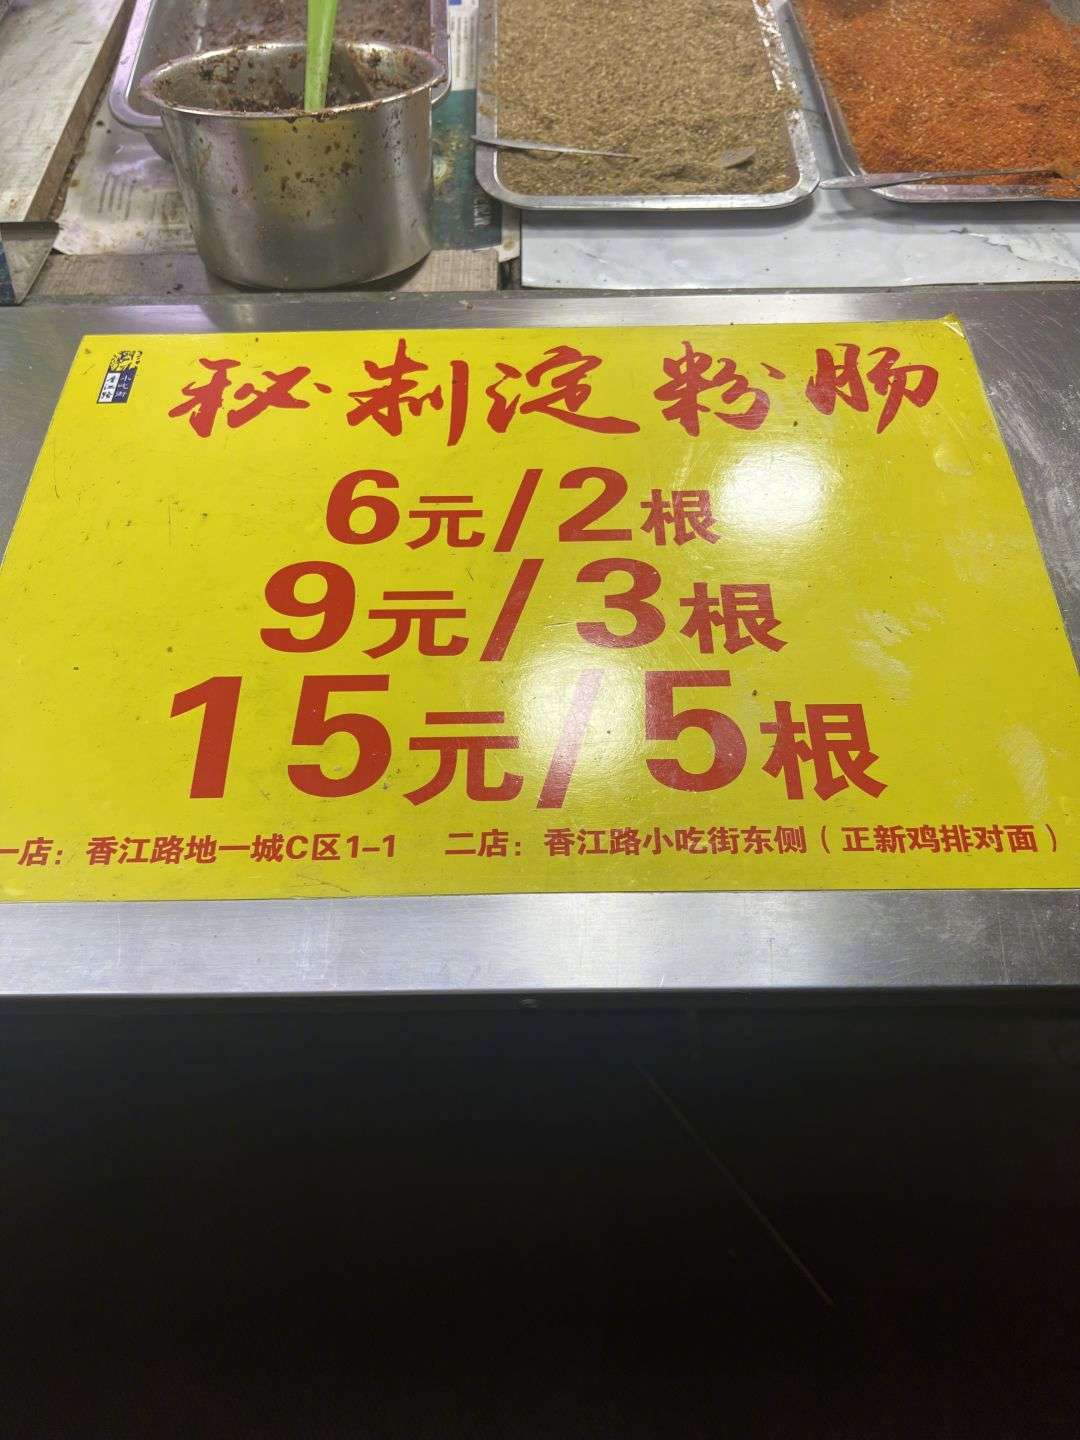 秘制淀粉肠
6元/2根
9元/3根
15元/5根
一店：香江路地一城C区1-1 二店：香江路小吃街东侧（正新鸡排对面）